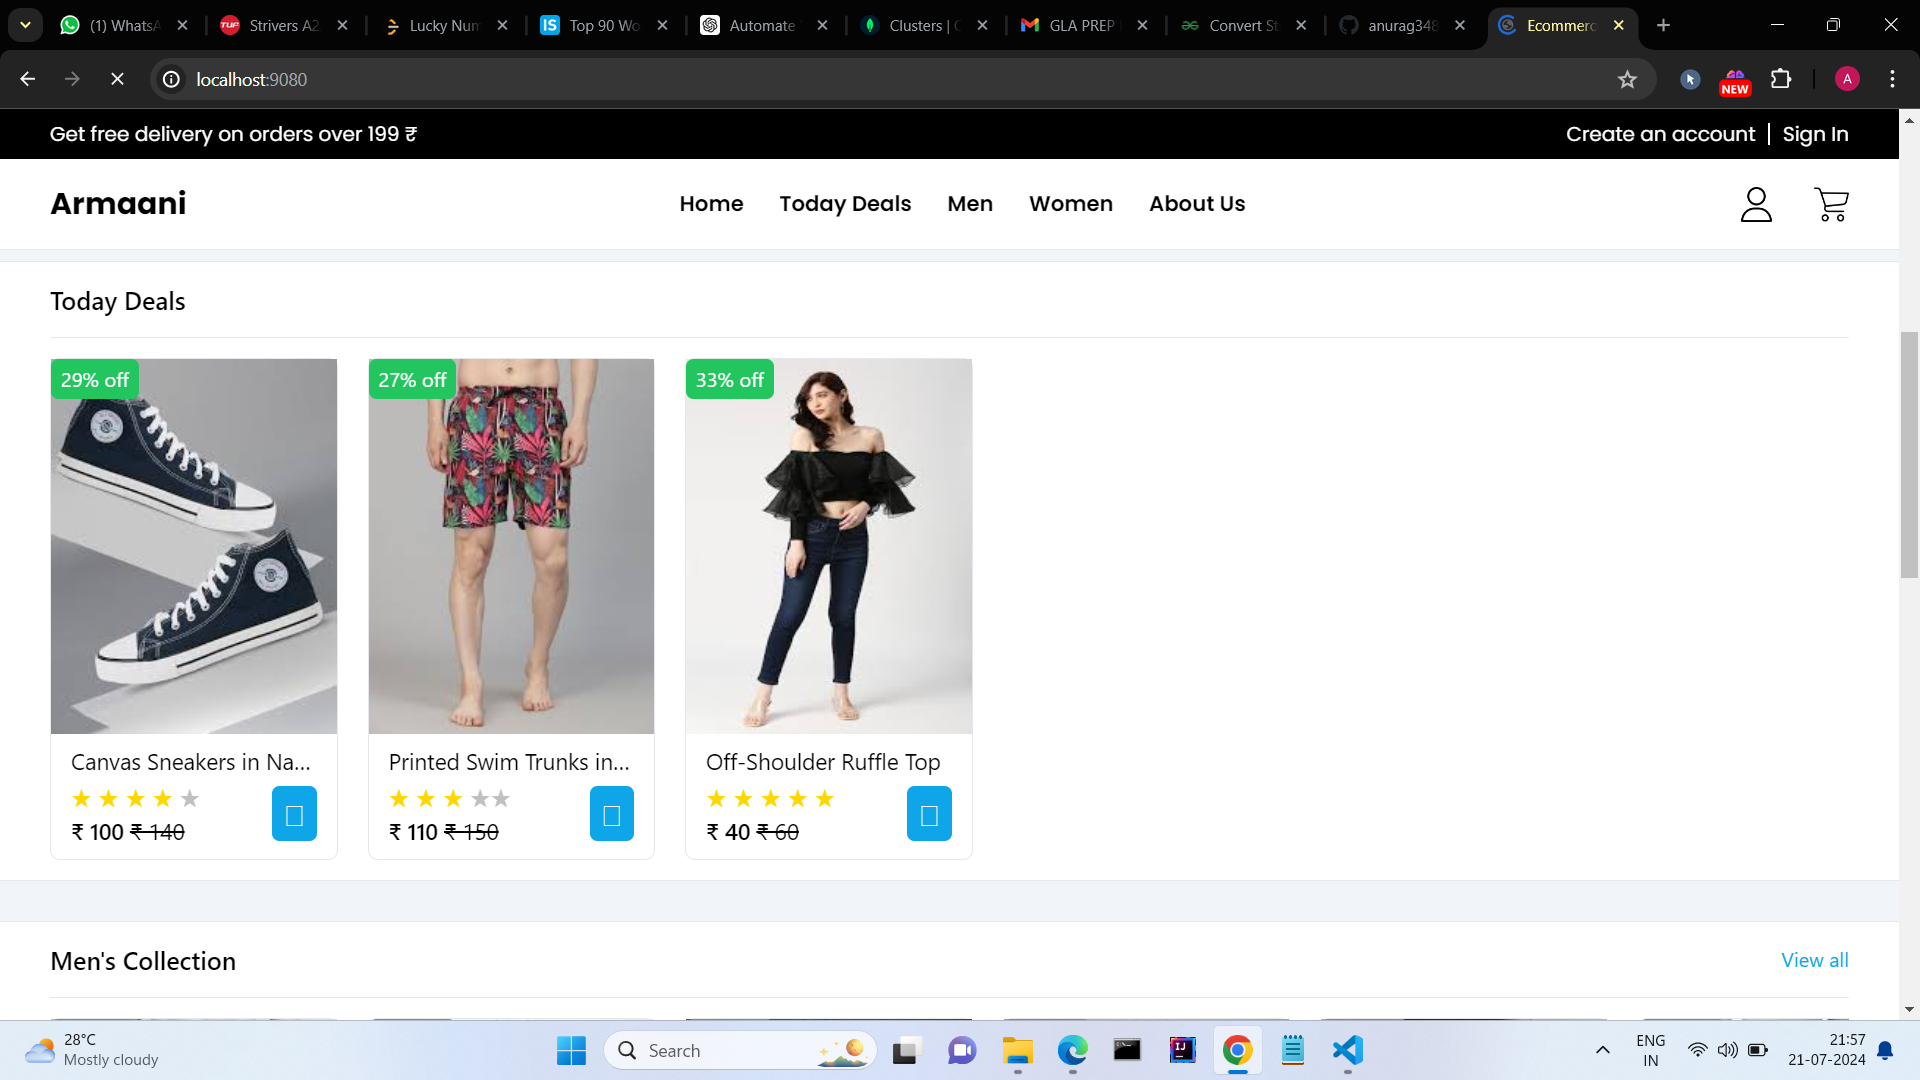 (1) WhatsA
Strivers A2
Lucky Num
Top 90 Wo
Automate
Clusters |
GLA PREP
Convert St
anurag348
Ecommerc
localhost:9080
NEW
A
Get free delivery on orders over 199 ₹
Create an account | Sign In
Armaani
Home
Today Deals
Men
Women
About Us
Today Deals
29% off
27% off
33% off
Canvas Sneakers in Na...
Printed Swim Trunks in...
Off-Shoulder Ruffle Top
₹ 100 ₹ 140
₹ 110 ₹ 150
₹ 40 ₹ 60
Men's Collection
View all
28°C
Mostly cloudy
Search
ENG
IN
21:57
21-07-2024